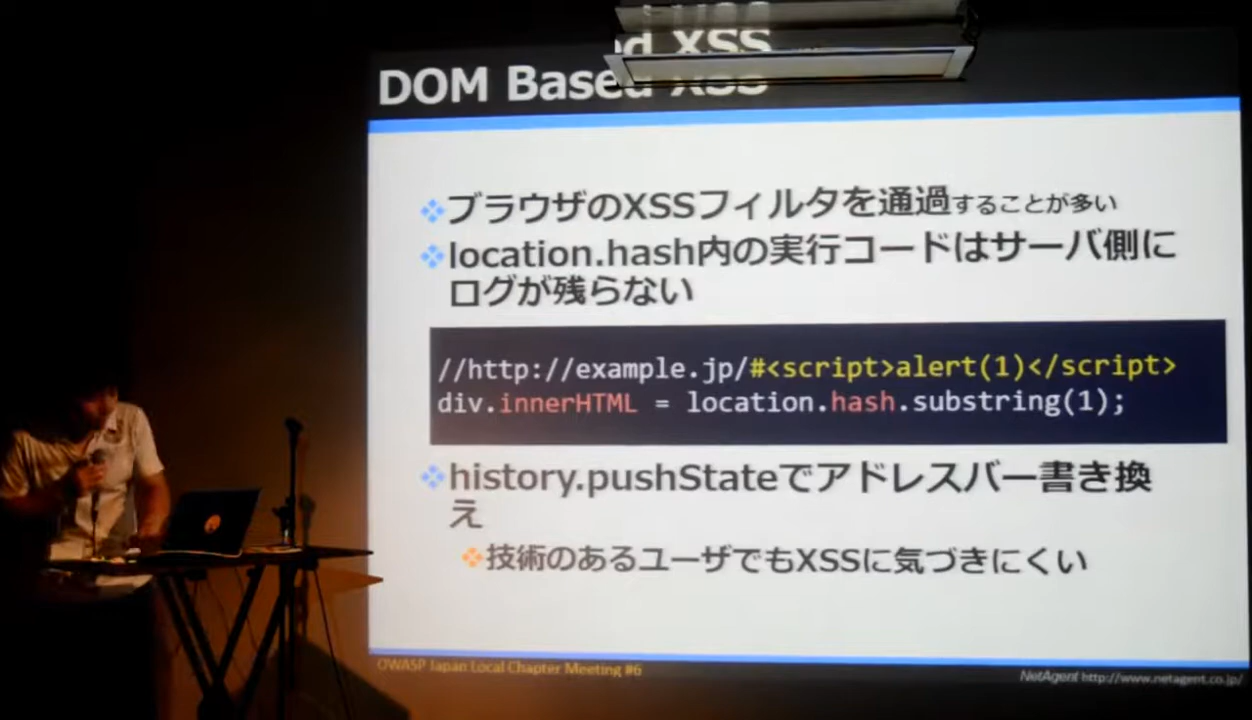 DOM Based XSS
ブラウザのXSSフィルタを通過することが多い
location.hash内の実行コードはサーバ側に
ログが残らない
//http://example.jp/#<script>alert(1)</script>
div.innerHTML = location.hash.substring(1);
history.pushStateでアドレスバー書き換
え
技術のあるユーザでもXSSに気づきにくい
OWASP Japan Local Chapter Meeting #6
NetAgent http://www.netagent.co.jp/